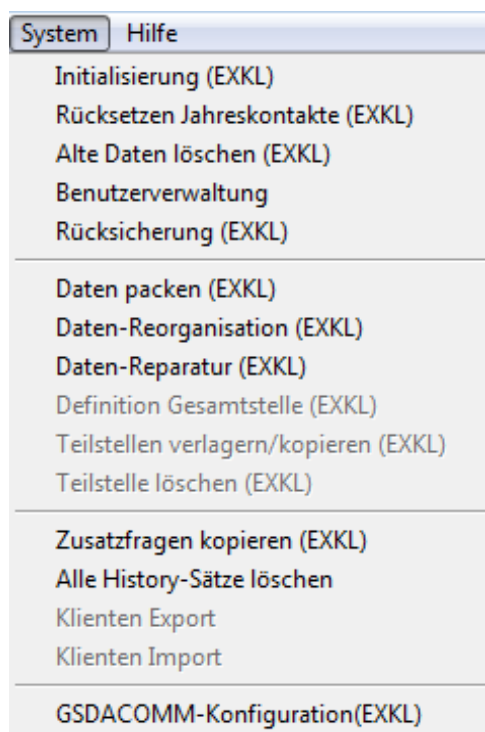 System Hilfe
Initialisierung (EXKL)
Rücksetzen Jahreskontakte (EXKL)
Alte Daten löschen (EXKL)
Benutzerverwaltung
Rücksicherung (EXKL)
Daten packen (EXKL)
Daten-Reorganisation (EXKL)
Daten-Reparatur (EXKL)
Definition Gesamtstelle (EXKL)
Teilstellen verlagern/kopieren (EXKL)
Teilstelle löschen (EXKL)
Zusatzfragen kopieren (EXKL)
Alle History-Sätze löschen
Klienten Export
Klienten Import
GSDACOMM-Konfiguration(EXKL)